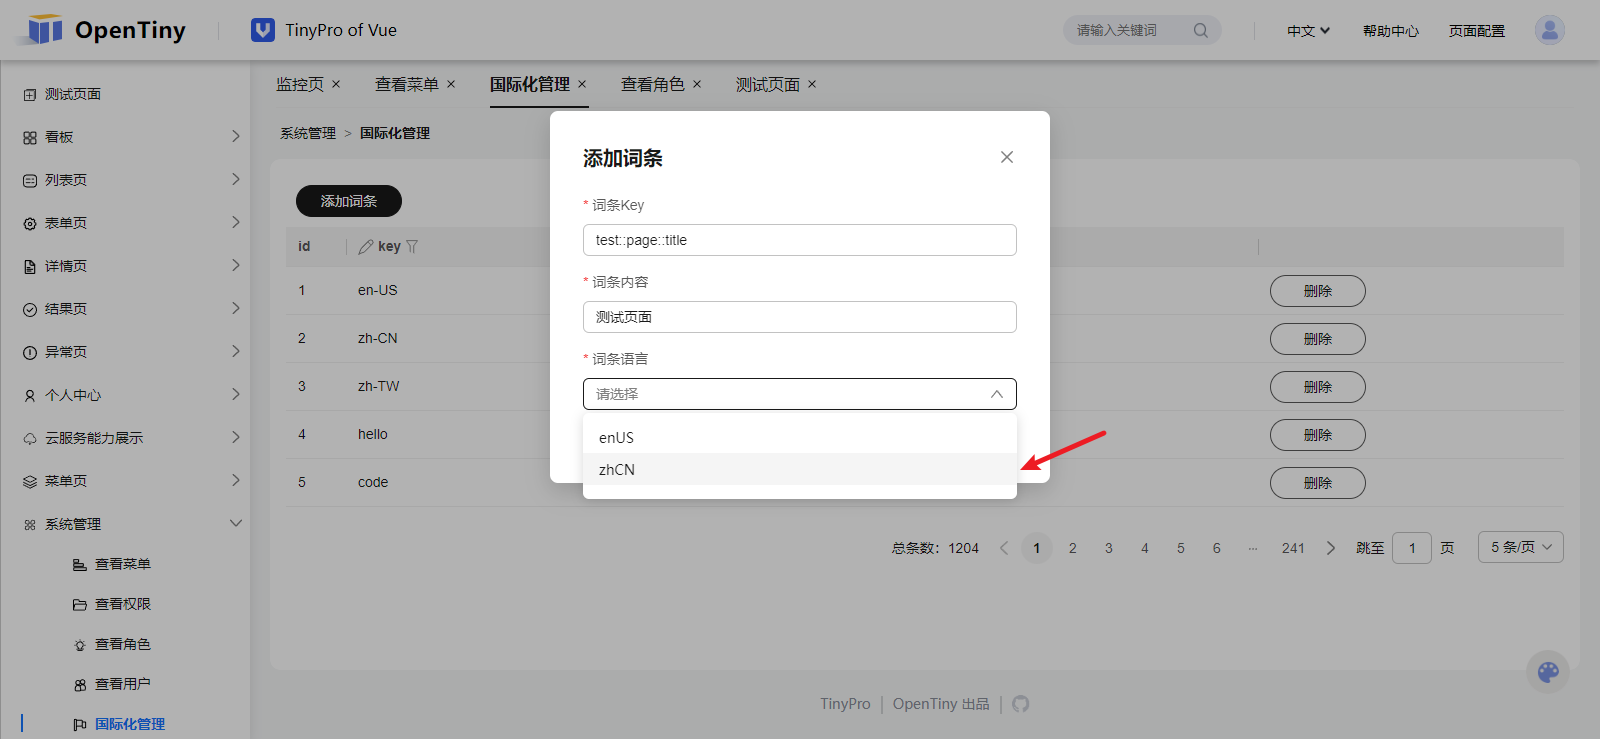 OpenTiny
TinyPro of Vue
请输入关键词
中文
帮助中心
页面配置
测试页面
看板
列表页
表单页
详情页
结果页
异常页
个人中心
云服务能力展示
菜单页
系统管理
查看菜单
查看权限
查看角色
查看用户
国际化管理
监控页 × 查看菜单 × 国际化管理 × 查看角色 × 测试页面 ×
系统管理 > 国际化管理
添加词条
id key
1 en-US 删除
2 zh-CN 删除
3 zh-TW 删除
4 hello 删除
5 code 删除
总条数：1204 1 2 3 4 5 6 ··· 241 跳至 1 页 5 条/页
添加词条
* 词条Key
test::page::title
* 词条内容
测试页面
* 词条语言
请选择
enUS
zhCN
TinyPro | OpenTiny 出品 |